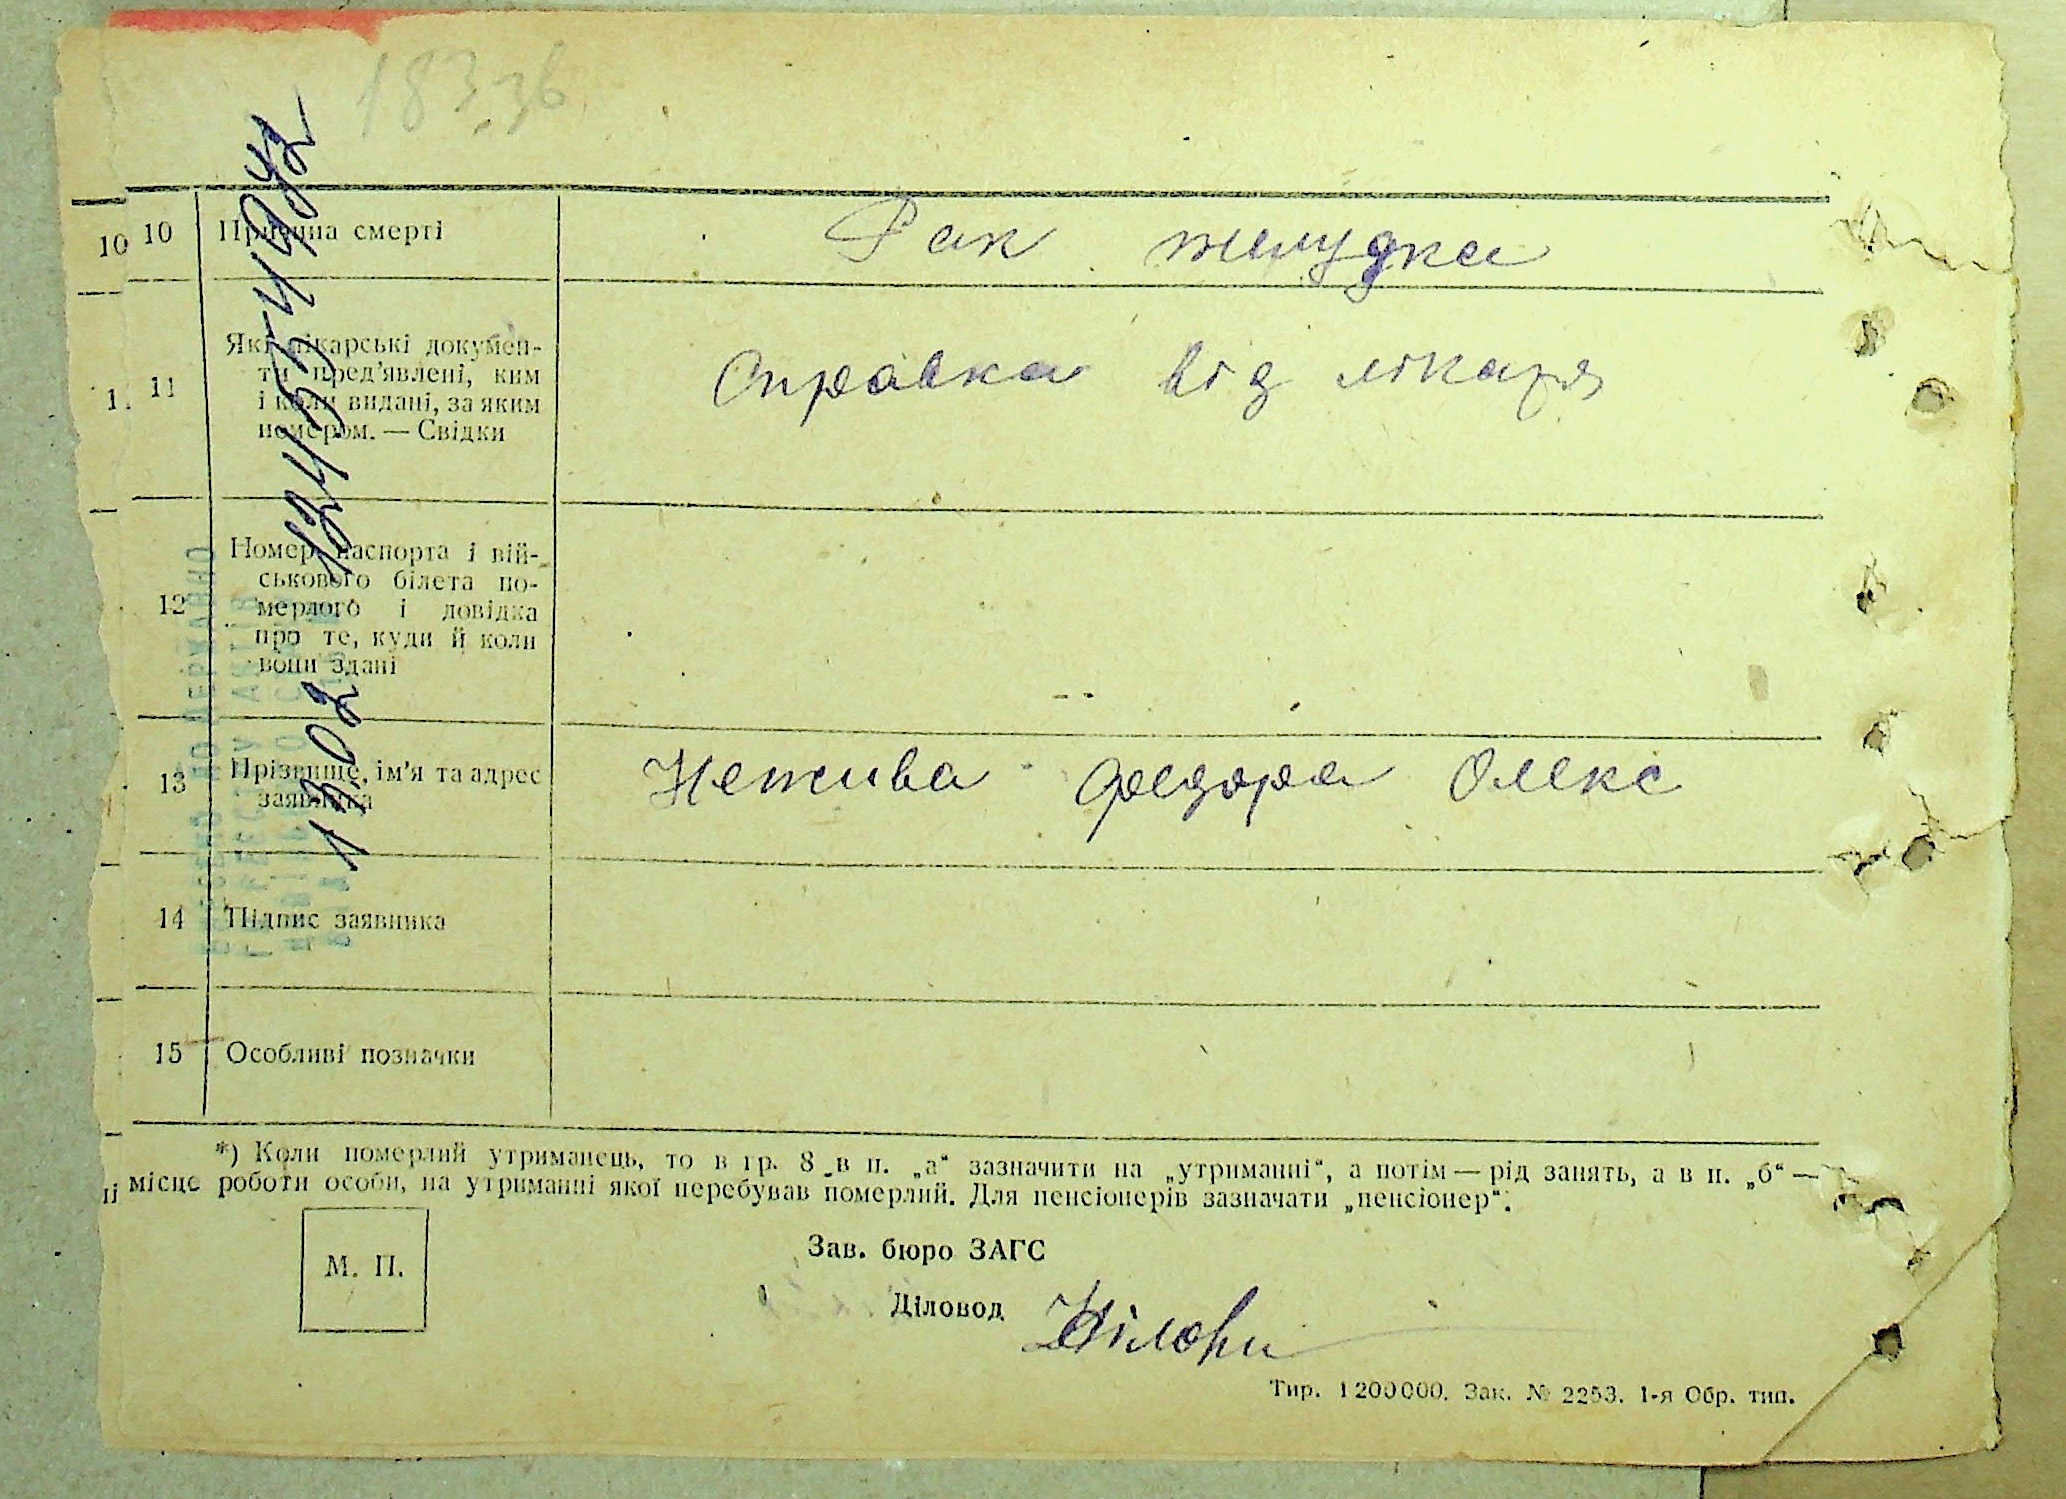 183зв
10 10 Причина смерті Рак желудка
1. 11 Які лікарські докумен-
ти пред'явлені, ким
і коли видані, за яким
номером. — Свідки
Справка від лікаря
12 Номер паспорта і вій-
ськового білета по-
мерлого і довідка
про те, куди й коли
вони здані
13 Прізвище, ім'я та адрес
заявника
Нежива Федора Олекс
14 Підпис заявника
15 Особливі позначки
*) Коли померлий утриманець, то в гр. 8 в п. „а“ зазначити на „утриманні“, а потім — рід занять, а в п. „б“ —
місце роботи особи, на утриманні якої перебував померлий. Для пенсіонерів зазначати „пенсіонер“.
М. П.
Зав. бюро ЗАГС
Діловод
Тир. 1200000. Зак. № 2253. 1-я Обр. тип.